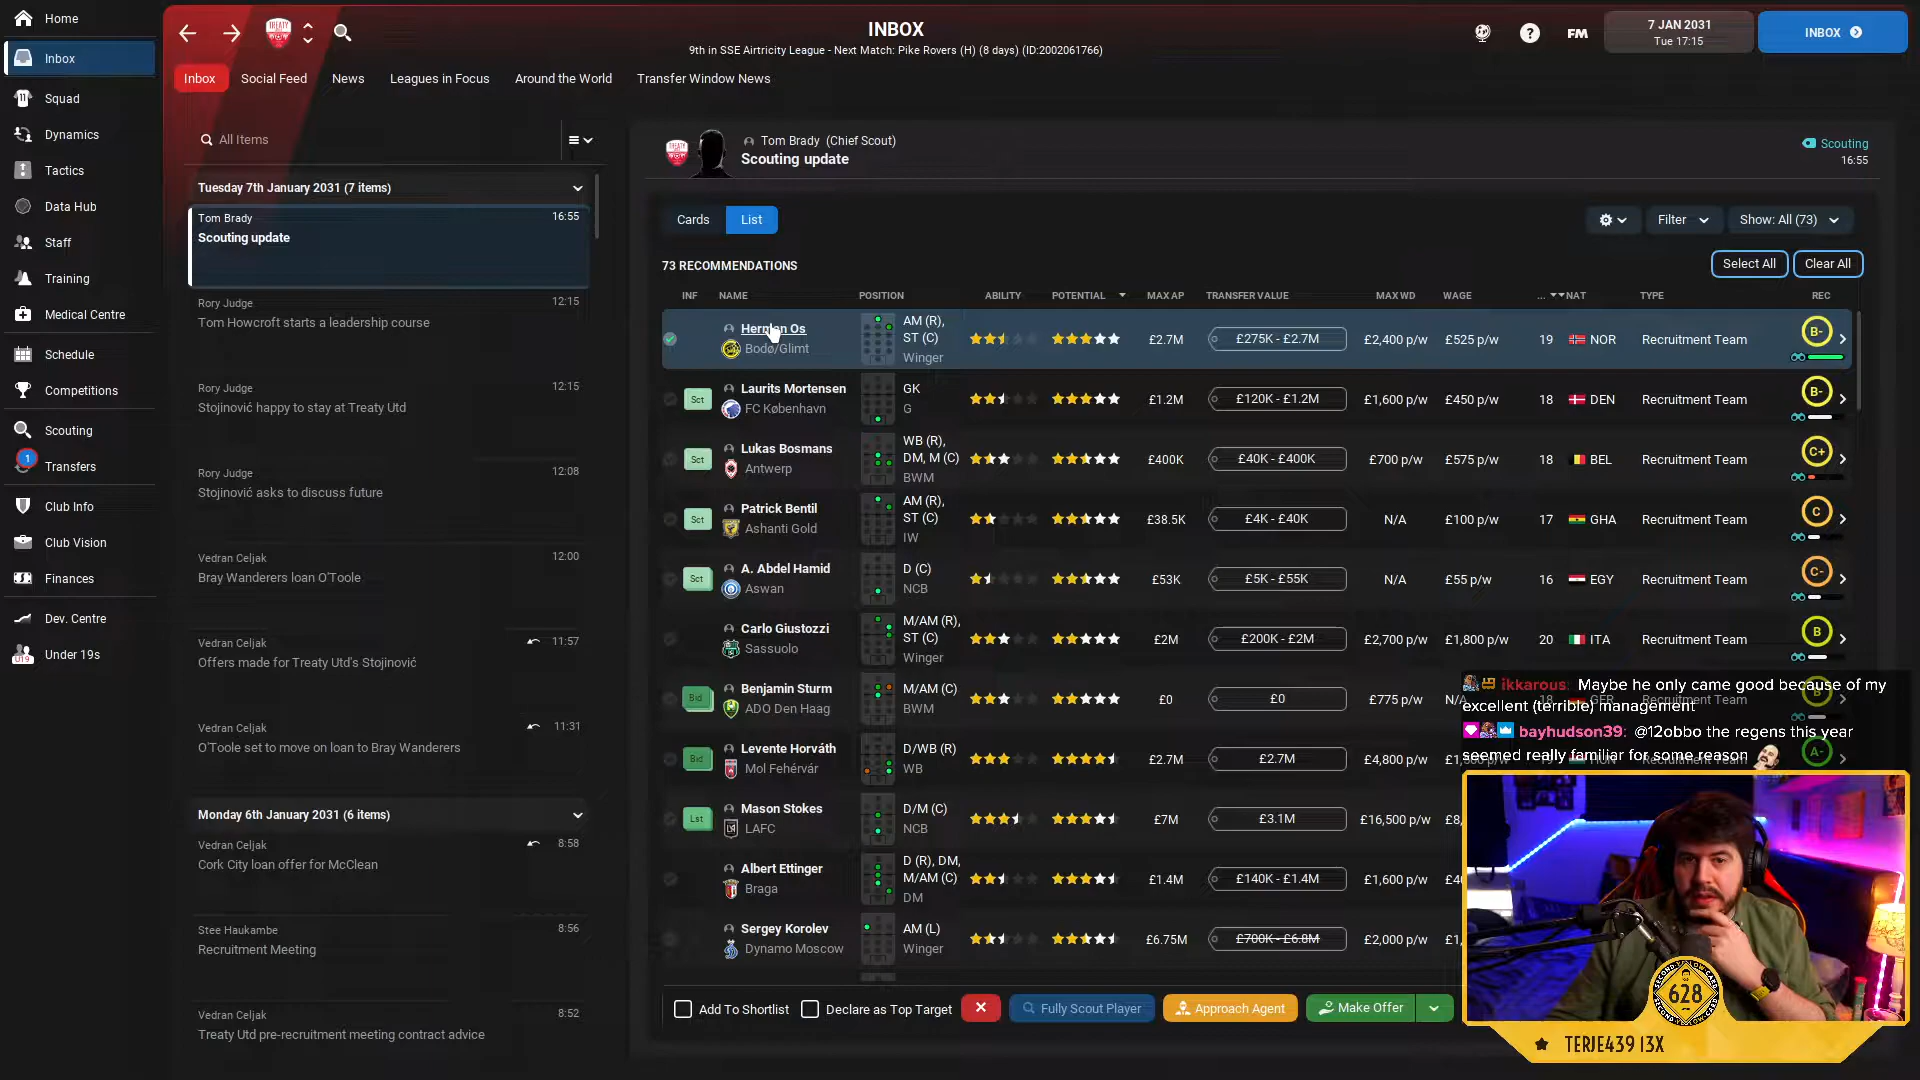 Home
Inbox
Squad
Dynamics
Tactics
Data Hub
Staff
Training
Medical Centre
Schedule
Competitions
Scouting
1
Transfers
Club Info
Club Vision
Finances
Dev. Centre
U19
Under 19s
TREATY
INBOX
9th in SSE Airtricity League - Next Match: Pike Rovers (H) (8 days) (ID:2002061766)
FM
7 JAN 2031
Tue 17:15
INBOX
Inbox
Social Feed
News
Leagues in Focus
Around the World
Transfer Window News
All Items
Tuesday 7th January 2031 (7 items)
Tom Brady 16:55
Scouting update
Rory Judge 12:15
Tom Howcroft starts a leadership course
Rory Judge 12:15
Stojinović happy to stay at Treaty Utd
Rory Judge 12:08
Stojinović asks to discuss future
Vedran Celjak 12:00
Bray Wanderers loan O'Toole
Vedran Celjak 11:57
Offers made for Treaty Utd's Stojinović
Vedran Celjak 11:31
O'Toole set to move on loan to Bray Wanderers
Monday 6th January 2031 (6 items)
Vedran Celjak 8:58
Cork City loan offer for McClean
Stee Haukambe 8:56
Recruitment Meeting
Vedran Celjak 8:52
Treaty Utd pre-recruitment meeting contract advice
Tom Brady (Chief Scout)
Scouting update
Scouting
16:55
Cards List
Filter
Show: All (73)
73 RECOMMENDATIONS
Select All
Clear All
INF NAME POSITION ABILITY POTENTIAL MAX AP TRANSFER VALUE MAX WD WAGE ... NAT TYPE REC
Herman Os
Bodø/Glimt
AM (R),
ST (C)
Winger
£2.7M £275K - £2.7M £2,400 p/w £525 p/w 19 NOR Recruitment Team B-
Sct
Laurits Mortensen
FC København
GK
G
£1.2M £120K - £1.2M £1,600 p/w £450 p/w 18 DEN Recruitment Team B-
Sct
Lukas Bosmans
Antwerp
WB (R),
DM, M (C)
BWM
£400K £40K - £400K £700 p/w £575 p/w 18 BEL Recruitment Team C+
Sct
Patrick Bentil
Ashanti Gold
AM (R),
ST (C)
IW
£38.5K £4K - £40K N/A £100 p/w 17 GHA Recruitment Team C
Sct
A. Abdel Hamid
Aswan
D (C)
NCB
£53K £5K - £55K N/A £55 p/w 16 EGY Recruitment Team C-
Carlo Giustozzi
Sassuolo
M/AM (R),
ST (C)
Winger
£2M £200K - £2M £2,700 p/w £1,800 p/w 20 ITA Recruitment Team B
Bid
Benjamin Sturm
ADO Den Haag
M/AM (C)
BWM
£0 £0 £775 p/w N/A 18 GER Recruitment Team B
Bid
Levente Horváth
Mol Fehérvár
D/WB (R)
WB
£2.7M £2.7M £4,800 p/w HUN Recruitment Team A-
Lst
Mason Stokes
LAFC
D/M (C)
NCB
£7M £3.1M £16,500 p/w £8,
Albert Ettinger
Braga
D (R), DM,
M/AM (C)
DM
£1.4M £140K - £1.4M £1,600 p/w £4
Sergey Korolev
Dynamo Moscow
AM (L)
Winger
£6.75M £700K - £6.8M £2,000 p/w £1,
Add To Shortlist
Declare as Top Target
Fully Scout Player
Approach Agent
Make Offer
ikkarous: Maybe he only came good because of my
excellent (terrible) management
bayhudson39: @12obbo the regens this year
seemed really familiar for some reason
SECOND YELLOW CARD
628
TERJE439 13X